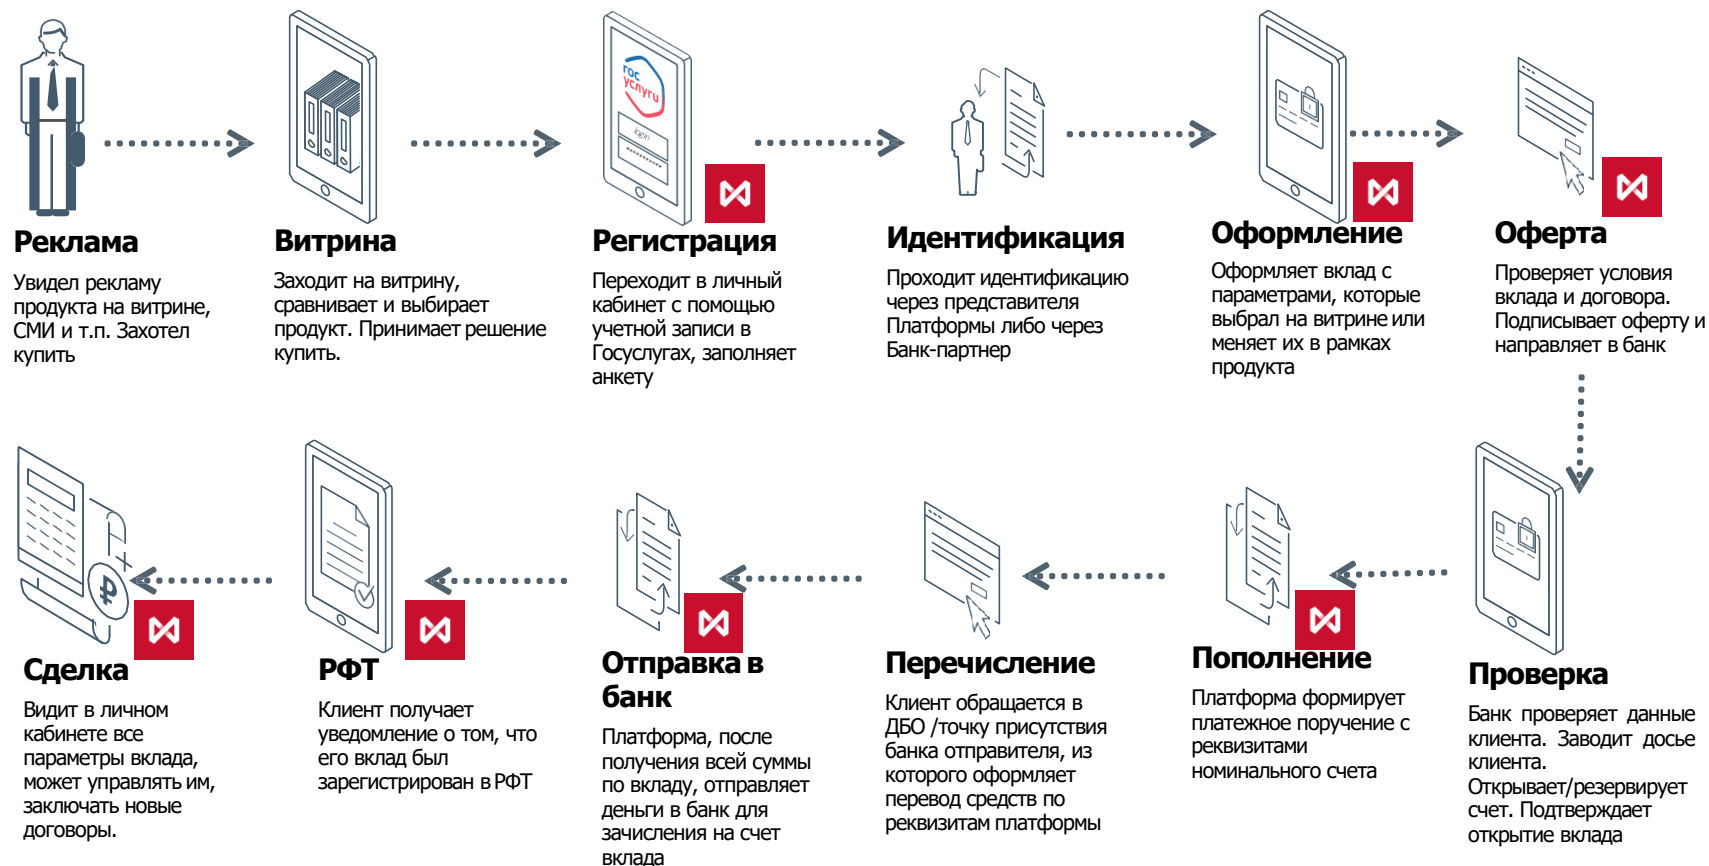 гос
услуги
login
Реклама
Увидел рекламу
продукта на витрине,
СМИ и т.п. Захотел
купить
Витрина
Заходит на витрину,
сравнивает и выбирает
продукт. Принимает решение
купить.
Регистрация
Переходит в личный
кабинет с помощью
учетной записи в
Госуслугах, заполняет
анкету
Идентификация
Проходит идентификацию
через представителя
Платформы либо через
Банк-партнер
Оформление
Оформляет вклад с
параметрами, которые
выбрал на витрине или
меняет их в рамках
продукта
Оферта
Проверяет условия
вклада и договора.
Подписывает оферту и
направляет в банк
Сделка
Видит в личном
кабинете все
параметры вклада,
может управлять им,
заключать новые
договоры.
РФТ
Клиент получает
уведомление о том, что
его вклад был
зарегистрирован в РФТ
Отправка в
банк
Платформа, после
получения всей суммы
по вкладу, отправляет
деньги в банк для
зачисления на счет
вклада
Перечисление
Клиент обращается в
ДБО /точку присутствия
банка отправителя, из
которого оформляет
перевод средств по
реквизитам платформы
Пополнение
Платформа формирует
платежное поручение с
реквизитами
номинального счета
Проверка
Банк проверяет данные
клиента. Заводит досье
клиента.
Открывает/резервирует
счет. Подтверждает
открытие вклада